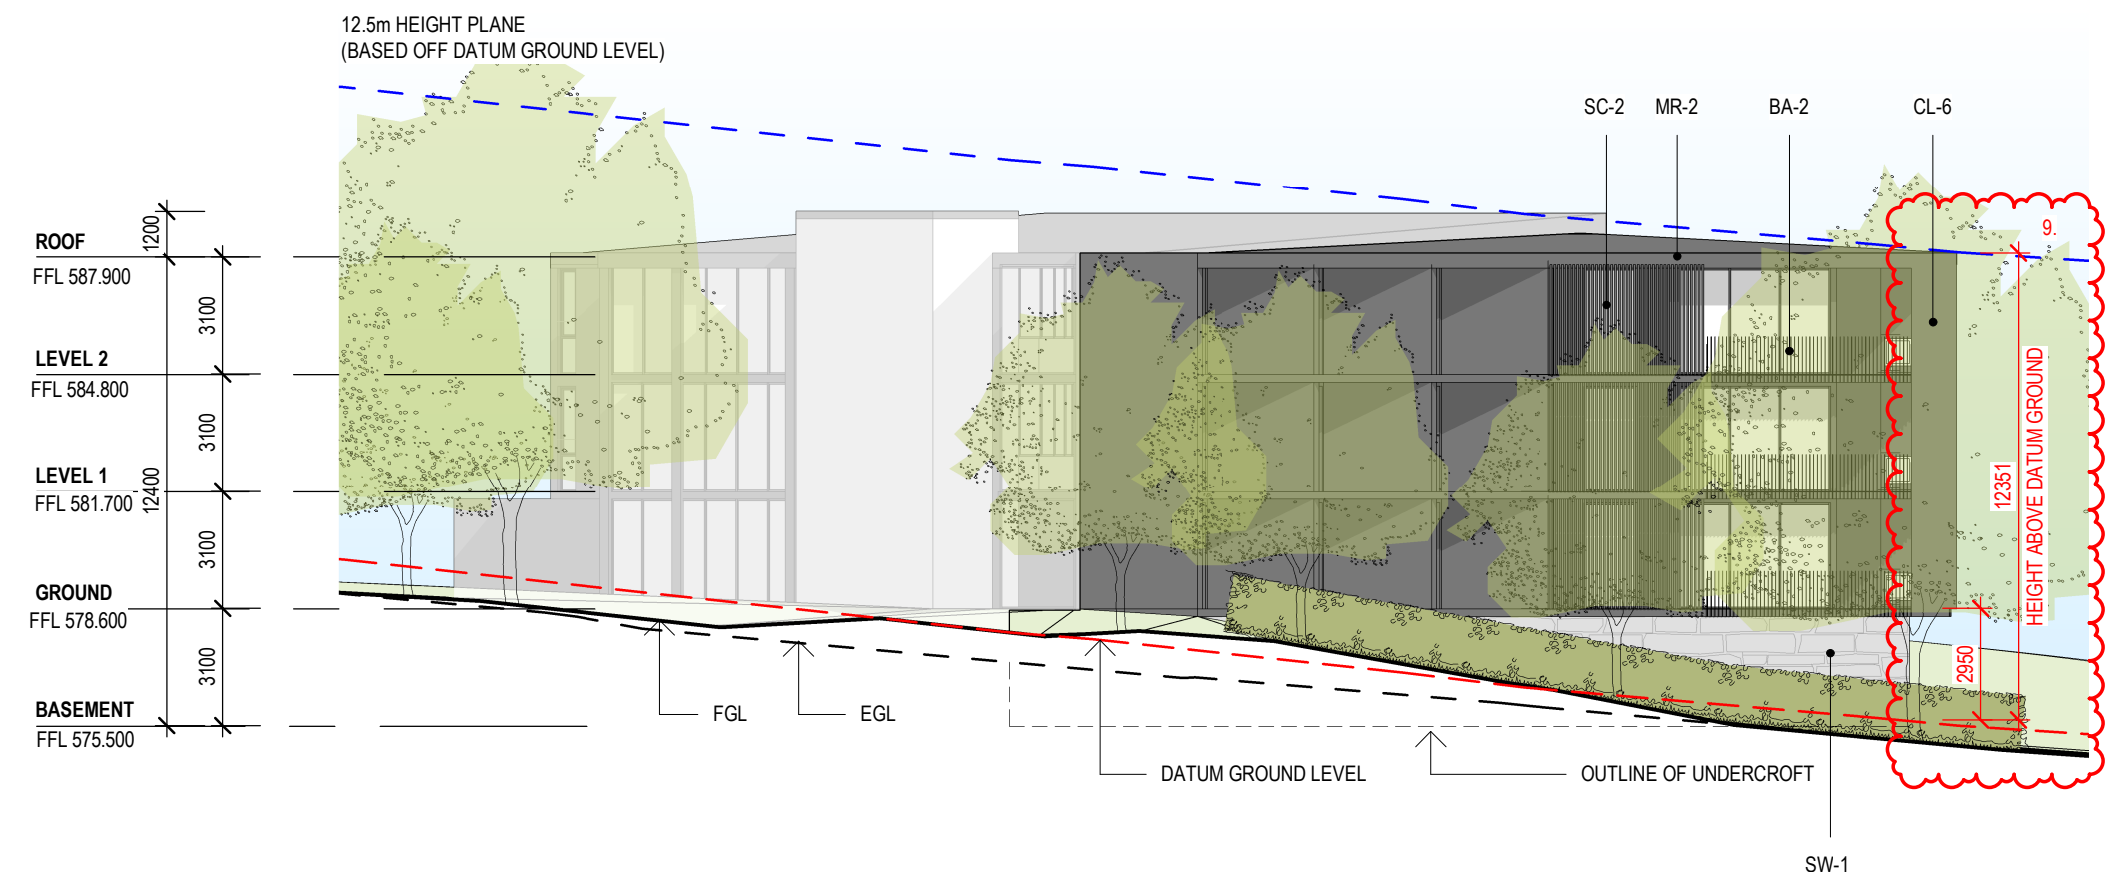 12.5m HEIGHT PLANE
(BASED OFF DATUM GROUND LEVEL)
SC-2
MR-2
BA-2
CL-6
9.
1200
ROOF
FFL 587.900
3100
LEVEL 2
FFL 584.800
3100
LEVEL 1
FFL 581.700
12400
3100
GROUND
FFL 578.600
3100
BASEMENT
FFL 575.500
12351
HEIGHT ABOVE DATUM GROUND
2950
FGL
EGL
DATUM GROUND LEVEL
OUTLINE OF UNDERCROFT
SW-1